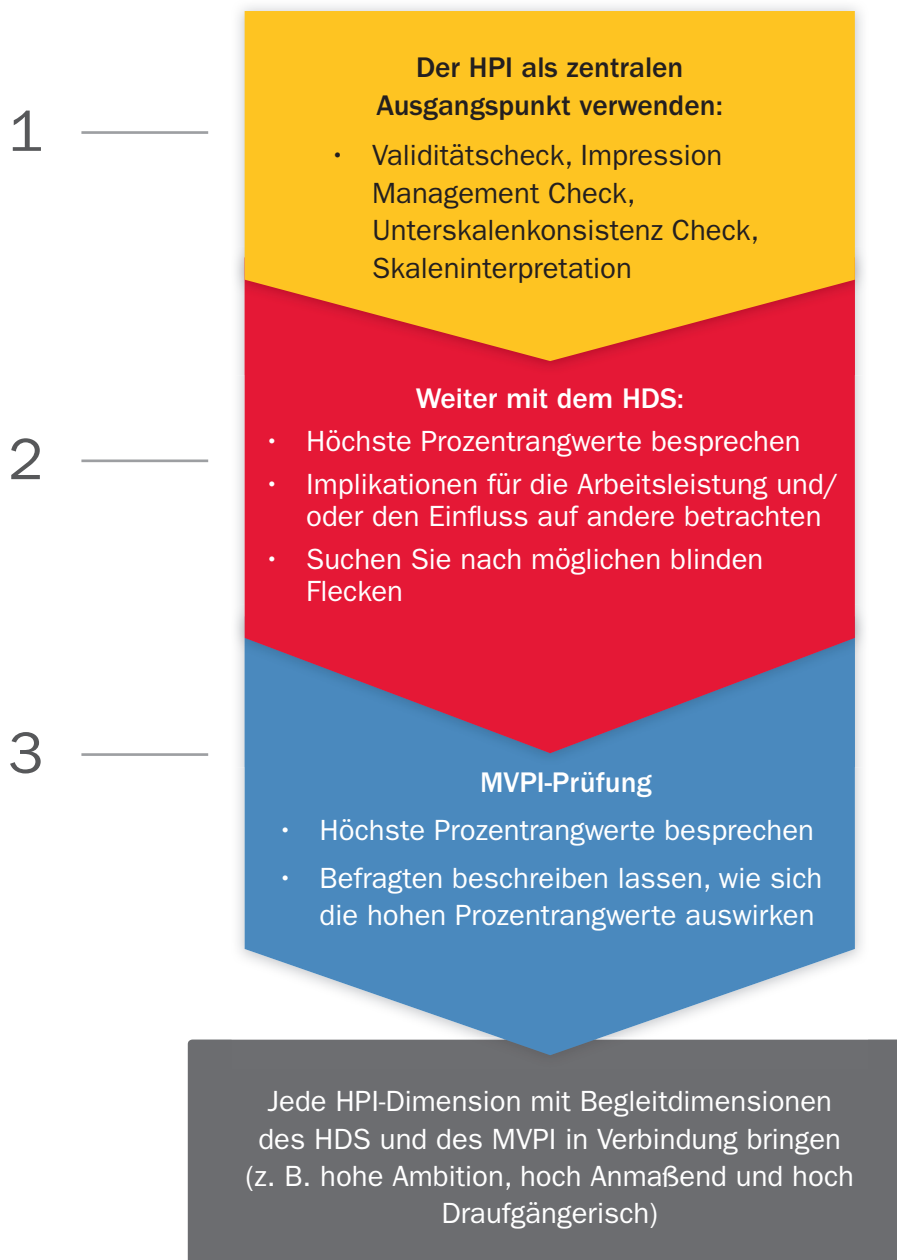 1
Der HPI als zentralen
Ausgangspunkt verwenden:
· Validitätscheck, Impression
Management Check,
Unterskalenkonsistenz Check,
Skaleninterpretation
2
Weiter mit dem HDS:
· Höchste Prozentrangwerte besprechen
· Implikationen für die Arbeitsleistung und/
oder den Einfluss auf andere betrachten
· Suchen Sie nach möglichen blinden
Flecken
3
MVPI-Prüfung
· Höchste Prozentrangwerte besprechen
· Befragten beschreiben lassen, wie sich
die hohen Prozentrangwerte auswirken
Jede HPI-Dimension mit Begleitdimensionen
des HDS und des MVPI in Verbindung bringen
(z. B. hohe Ambition, hoch Anmaßend und hoch
Draufgängerisch)